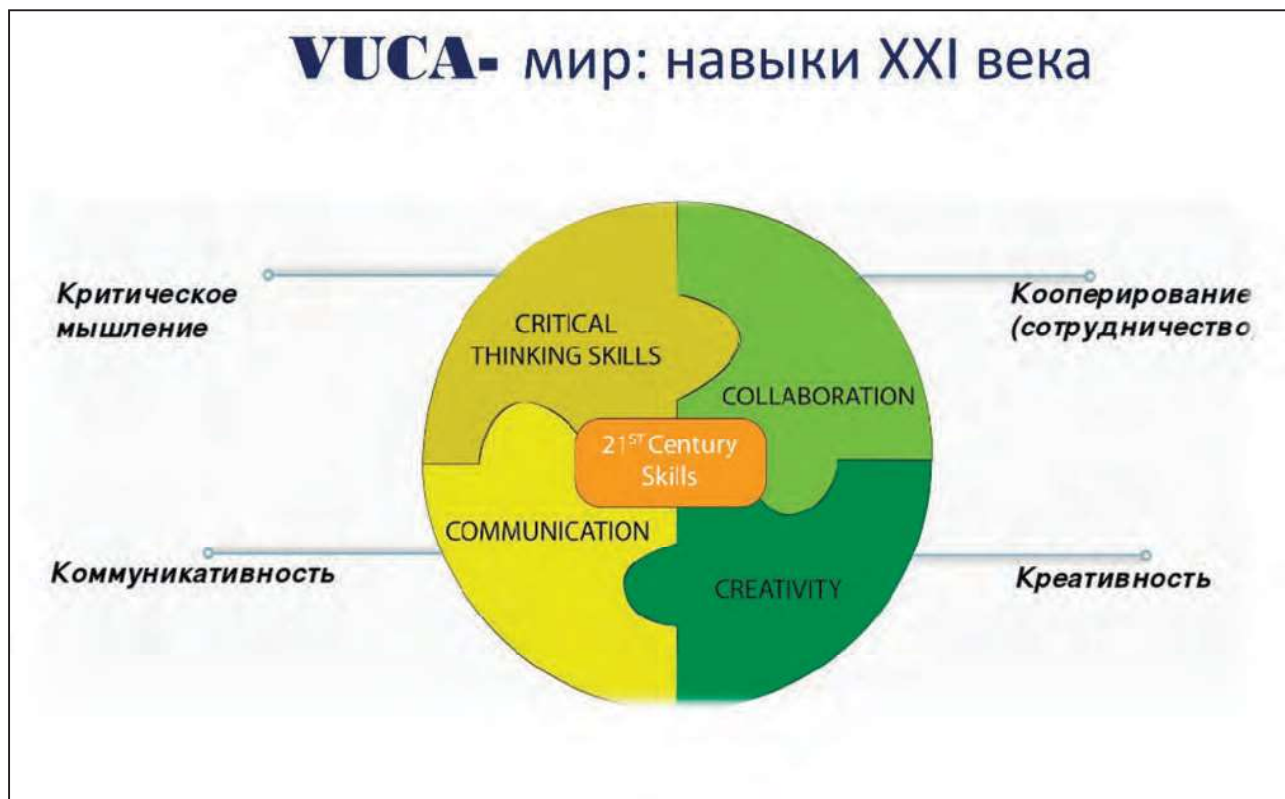 VUCA- мир: навыки XXI века
Критическое
мышление
CRITICAL
THINKING SKILLS
Кооперирование
(сотрудничество
COLLABORATION
21ST Century
Skills
COMMUNICATION
Коммуникативность
CREATIVITY
Креативность